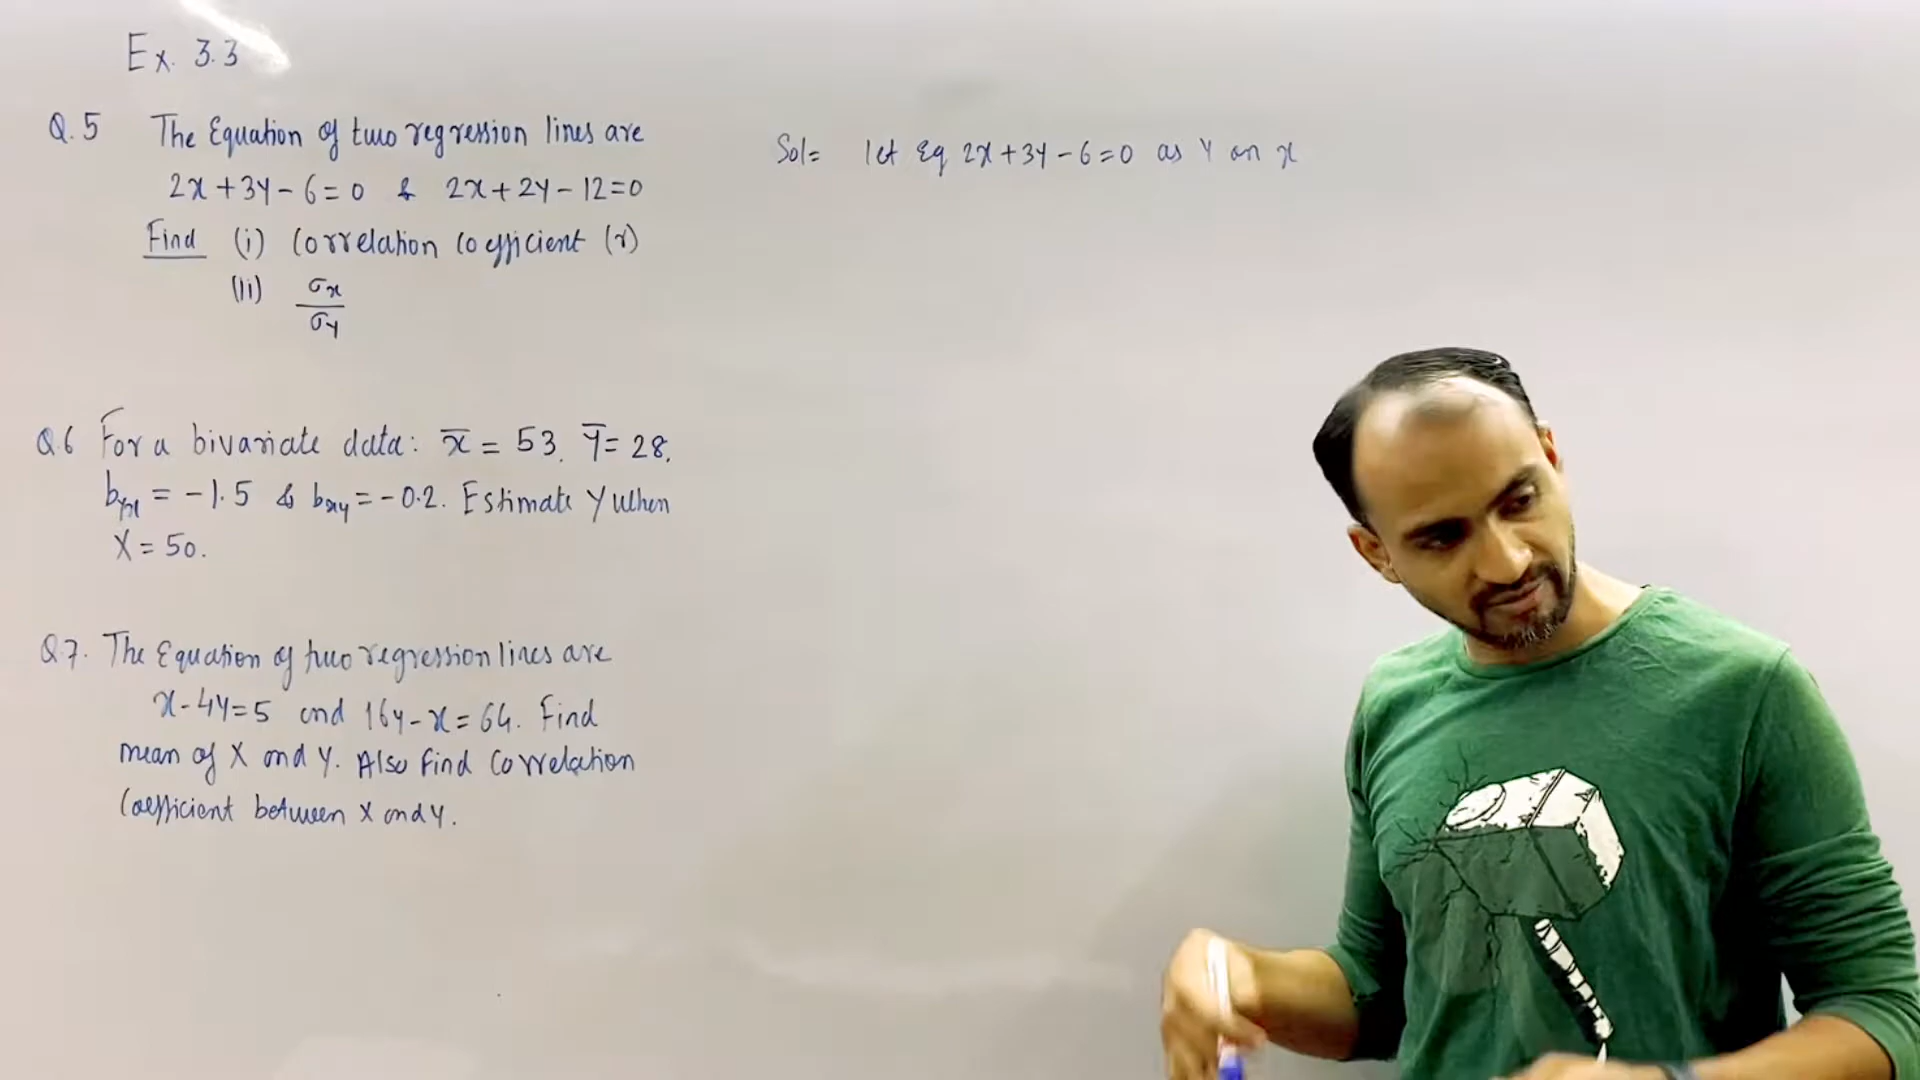 Ex. 3.3
Q.5 The Equation of two regression lines are
2x+3y-6=0 & 2x+2y-12=0
Find (i) Correlation Coefficient (r)
(ii) σx/σy
Q.6 For a bivariate data: x̅ = 53, y̅ = 28,
byx = -1.5 & bxy = -0.2. Estimate Y when
X = 50.
Q.7. The Equation of two regression lines are
x-4y=5 and 16y-x=64. Find
mean of X and Y. Also Find Correlation
Coefficient between X and Y.
Sol= let Eq 2x+3y-6=0 as Y on x